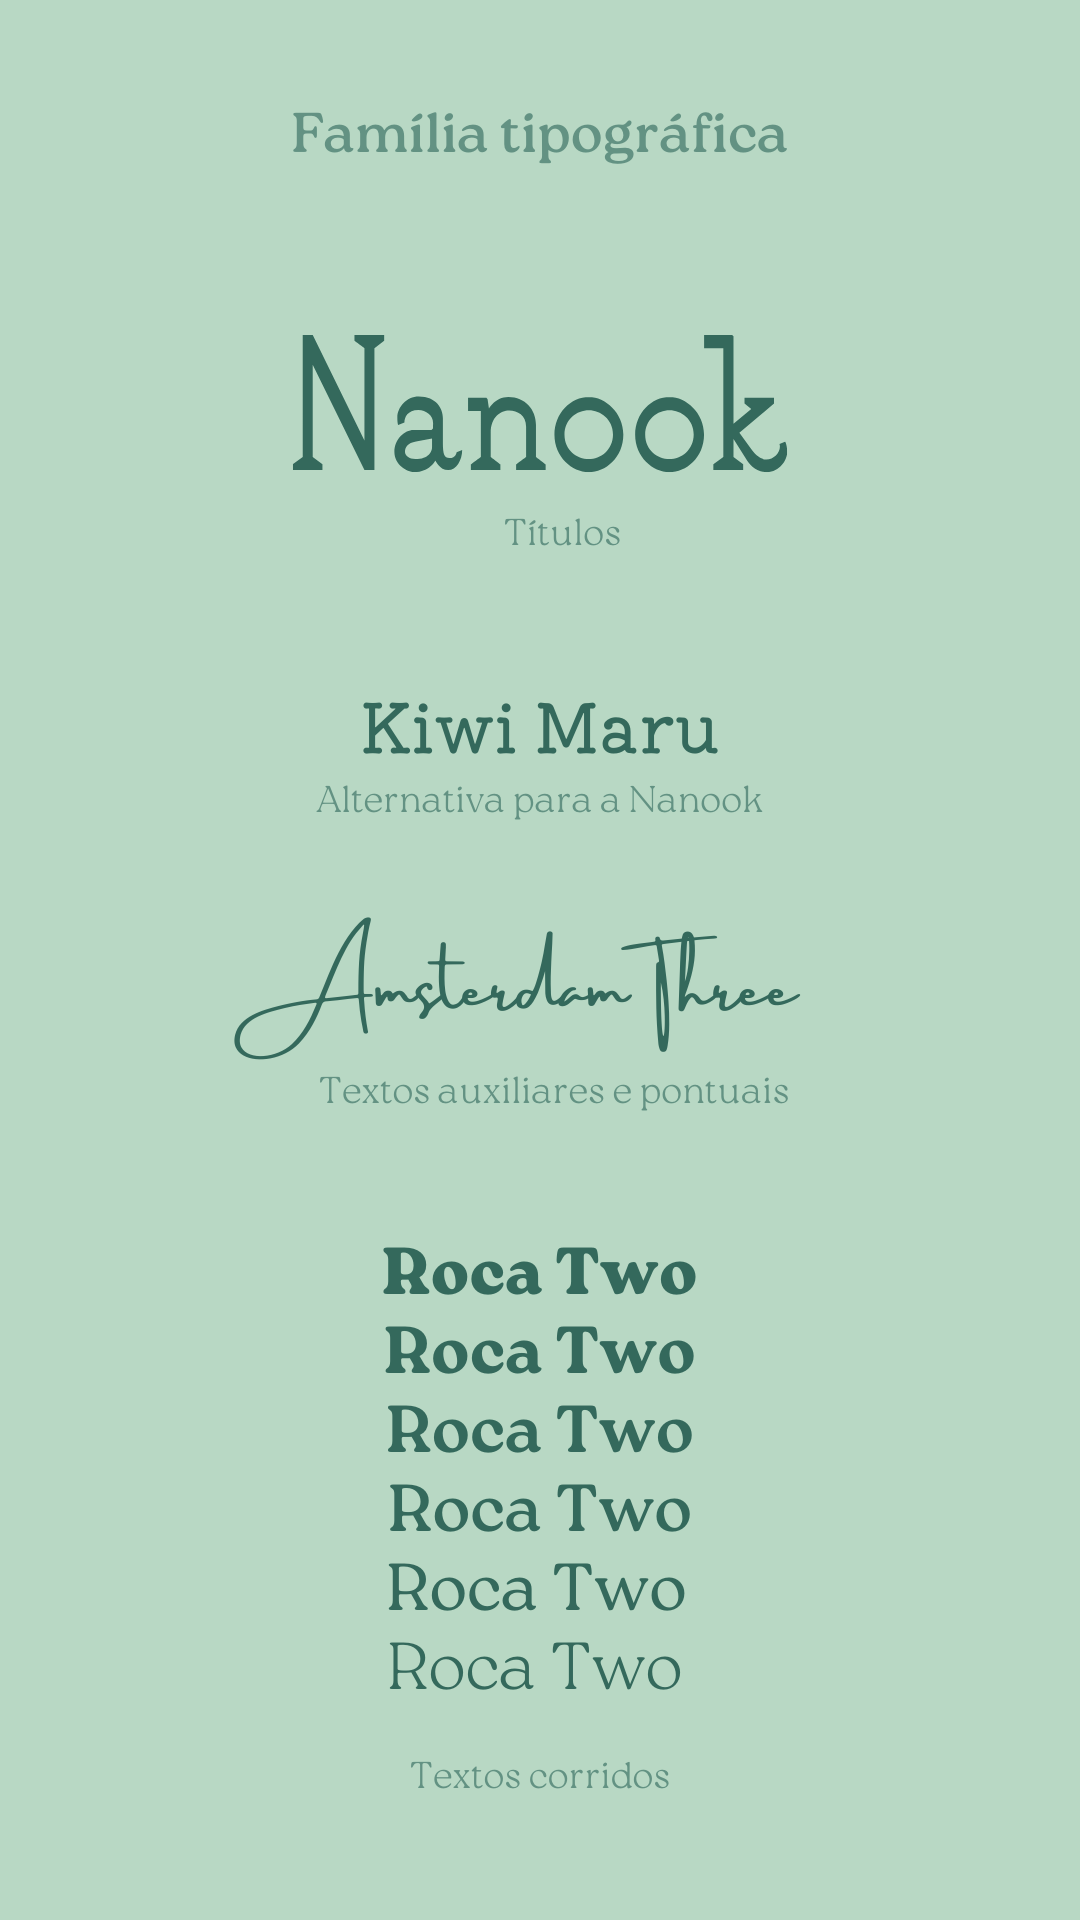 Família tipográfica
Nanook
Títulos
Kiwi Maru
Alternativa para a Nanook
Amsterdam Three
Textos auxiliares e pontuais
Roca Two
Roca Two
Roca Two
Roca Two
Roca Two
Roca Two
Textos corridos